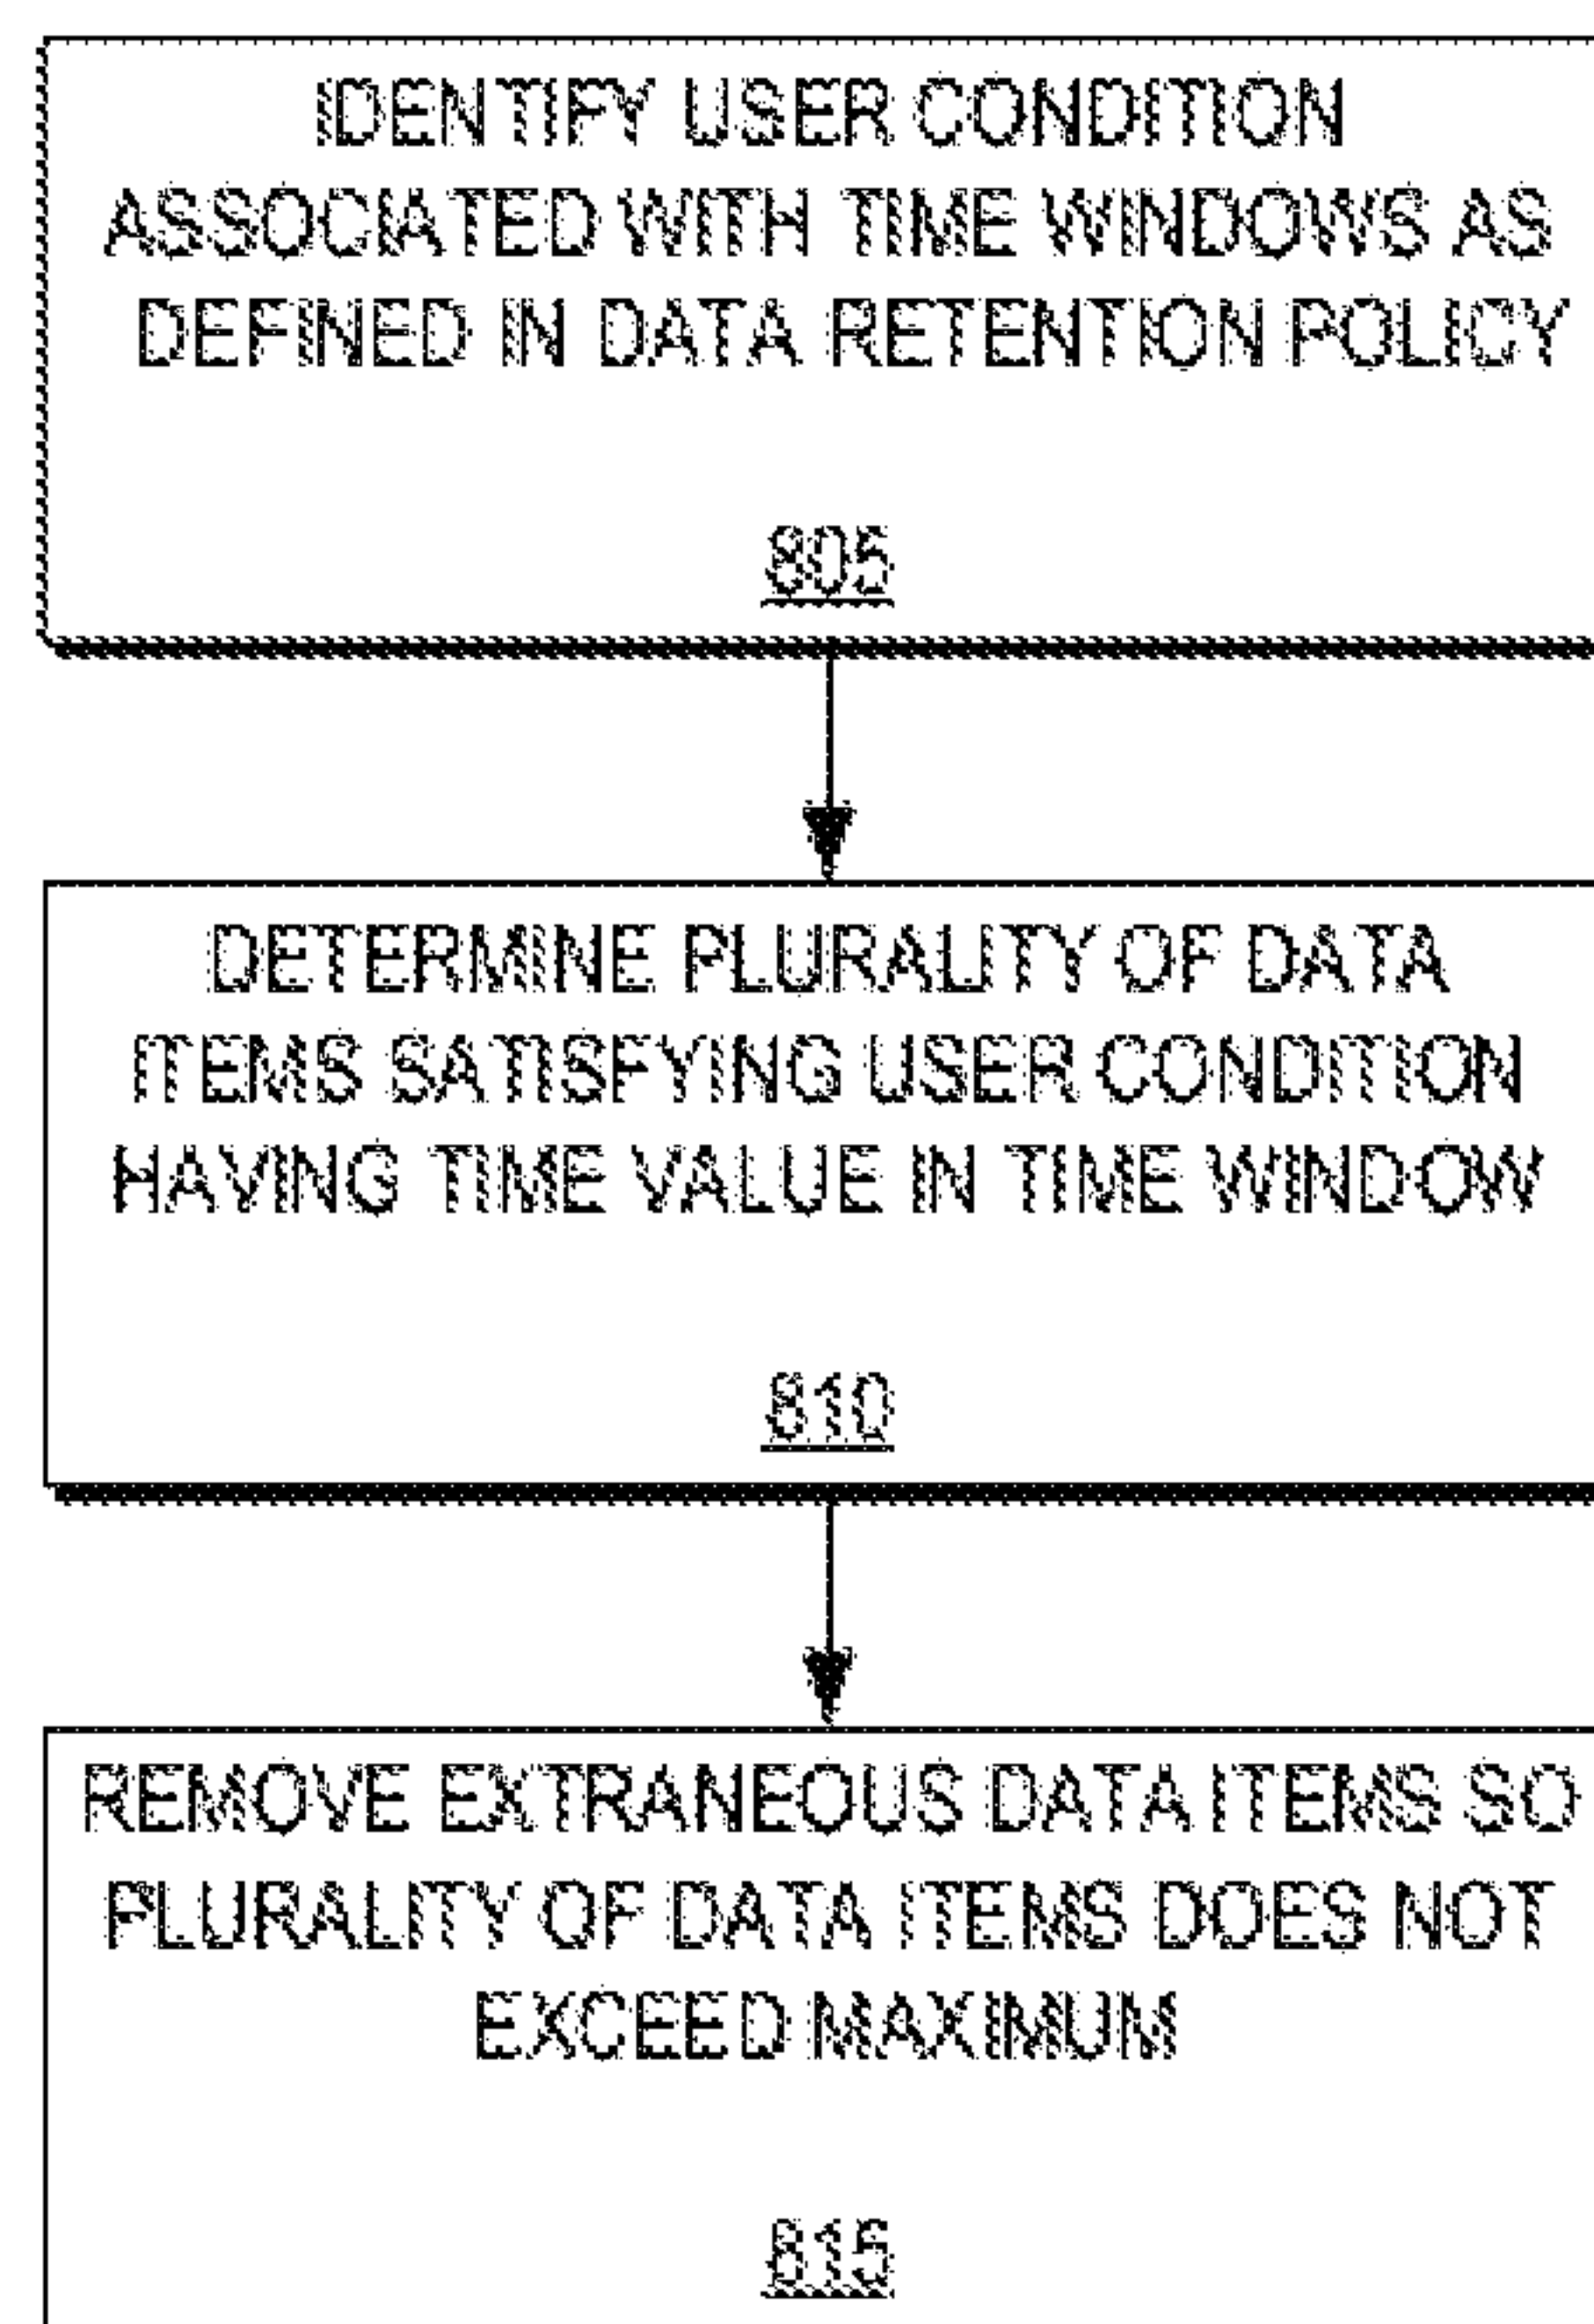 IDENTIFY USER CONDITION
ASSOCIATED WITH TIME WINDOWS AS
DEFINED IN DATA RETENTION POLICY
805
DETERMINE PLURALITY OF DATA
ITEMS SATISFYING USER CONDITION
HAVING TIME VALUE IN TIME WINDOW
810
REMOVE EXTRANEOUS DATA ITEMS SO
PLURALITY OF DATA ITEMS DOES NOT
EXCEED MAXIMUM
815